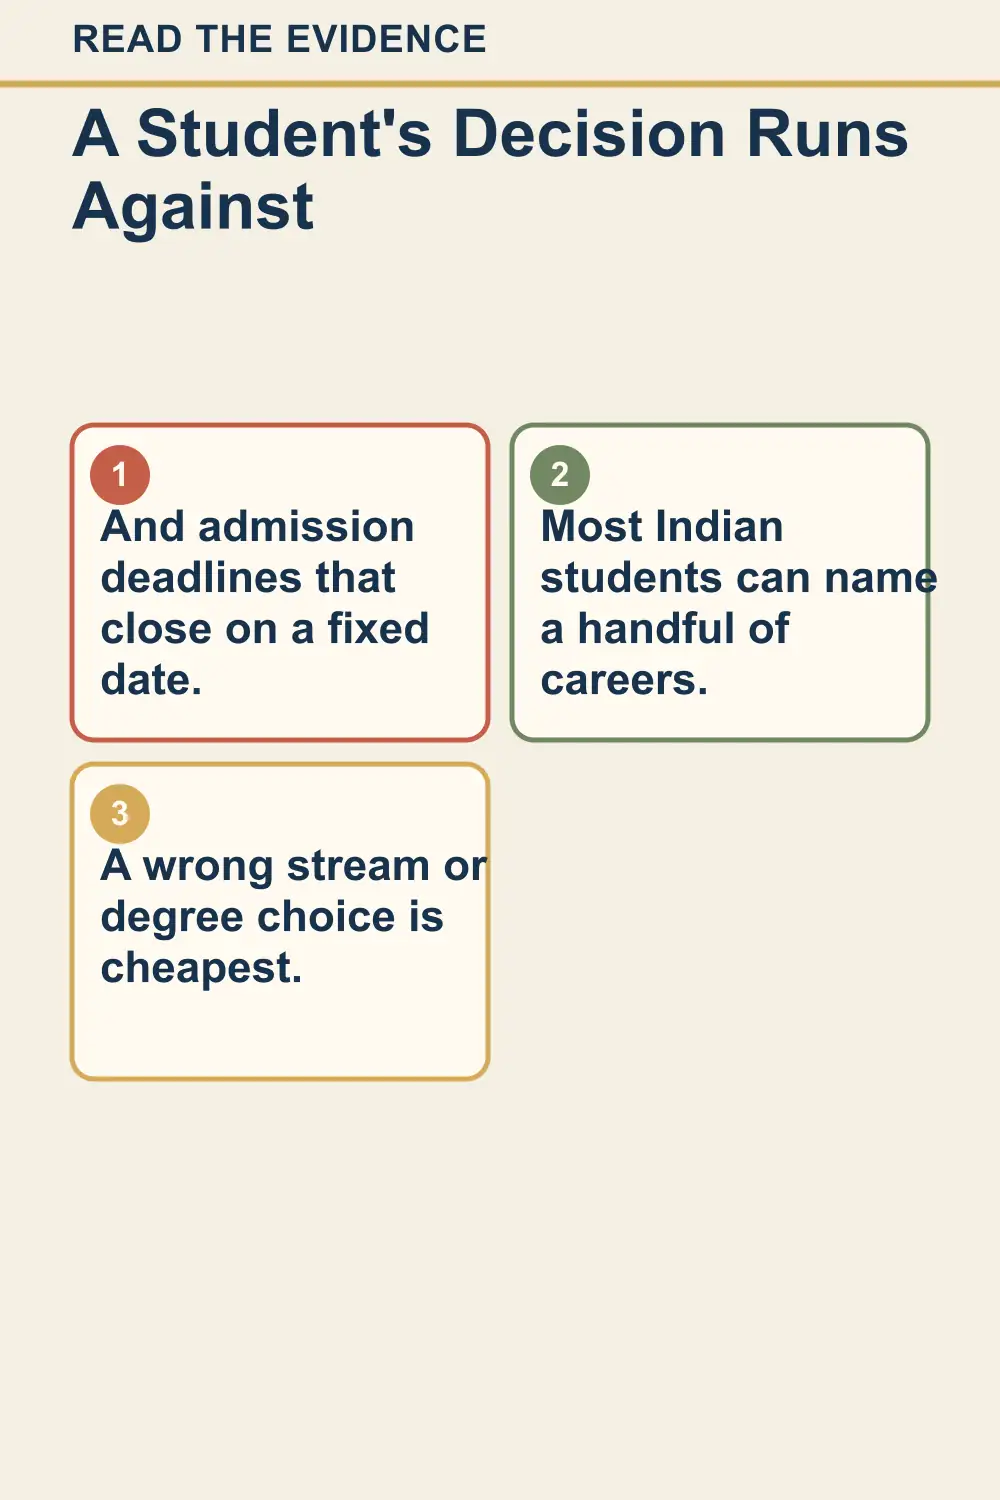 READ THE EVIDENCE
A Student's Decision Runs
Against
1
And admission
deadlines that
close on a fixed
date.
2
Most Indian
students can name
a handful of
careers.
3
A wrong stream or
degree choice is
cheapest.